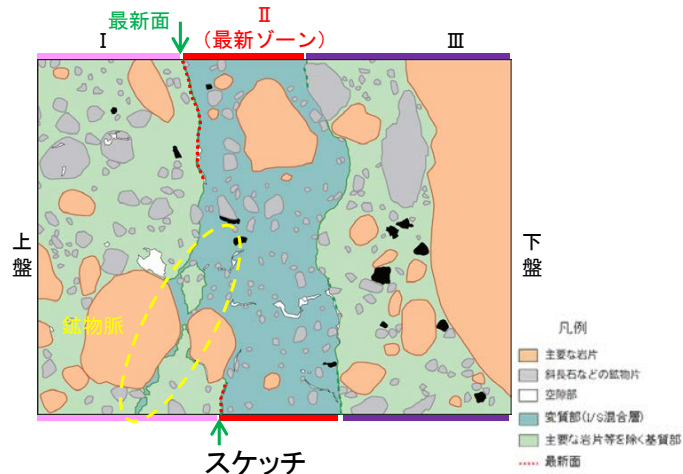 最新面
Ⅰ
Ⅱ
（最新ゾーン）
Ⅲ
上盤
下盤
鉱物脈
スケッチ
凡例
主要な岩片
斜長石などの鉱物片
空隙部
変質部(I/S混合層)
主要な岩片等を除く基質部
最新面